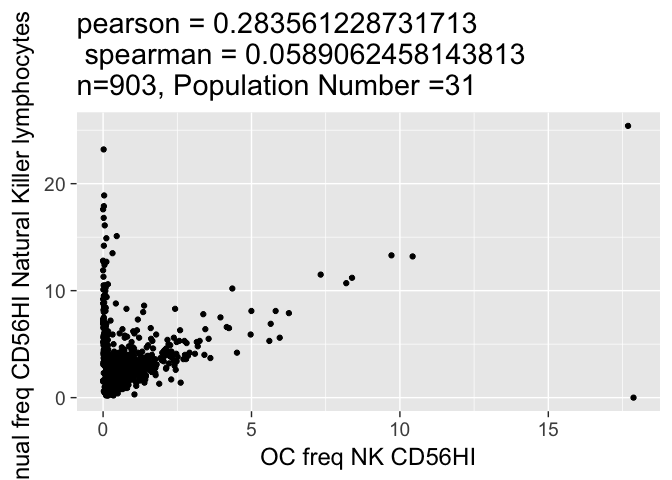 pearson = 0.283561228731713
spearman = 0.0589062458143813
n=903, Population Number =31
nual freq CD56HI Natural Killer lymphocytes
20
10
0
0 5 10 15
OC freq NK CD56HI